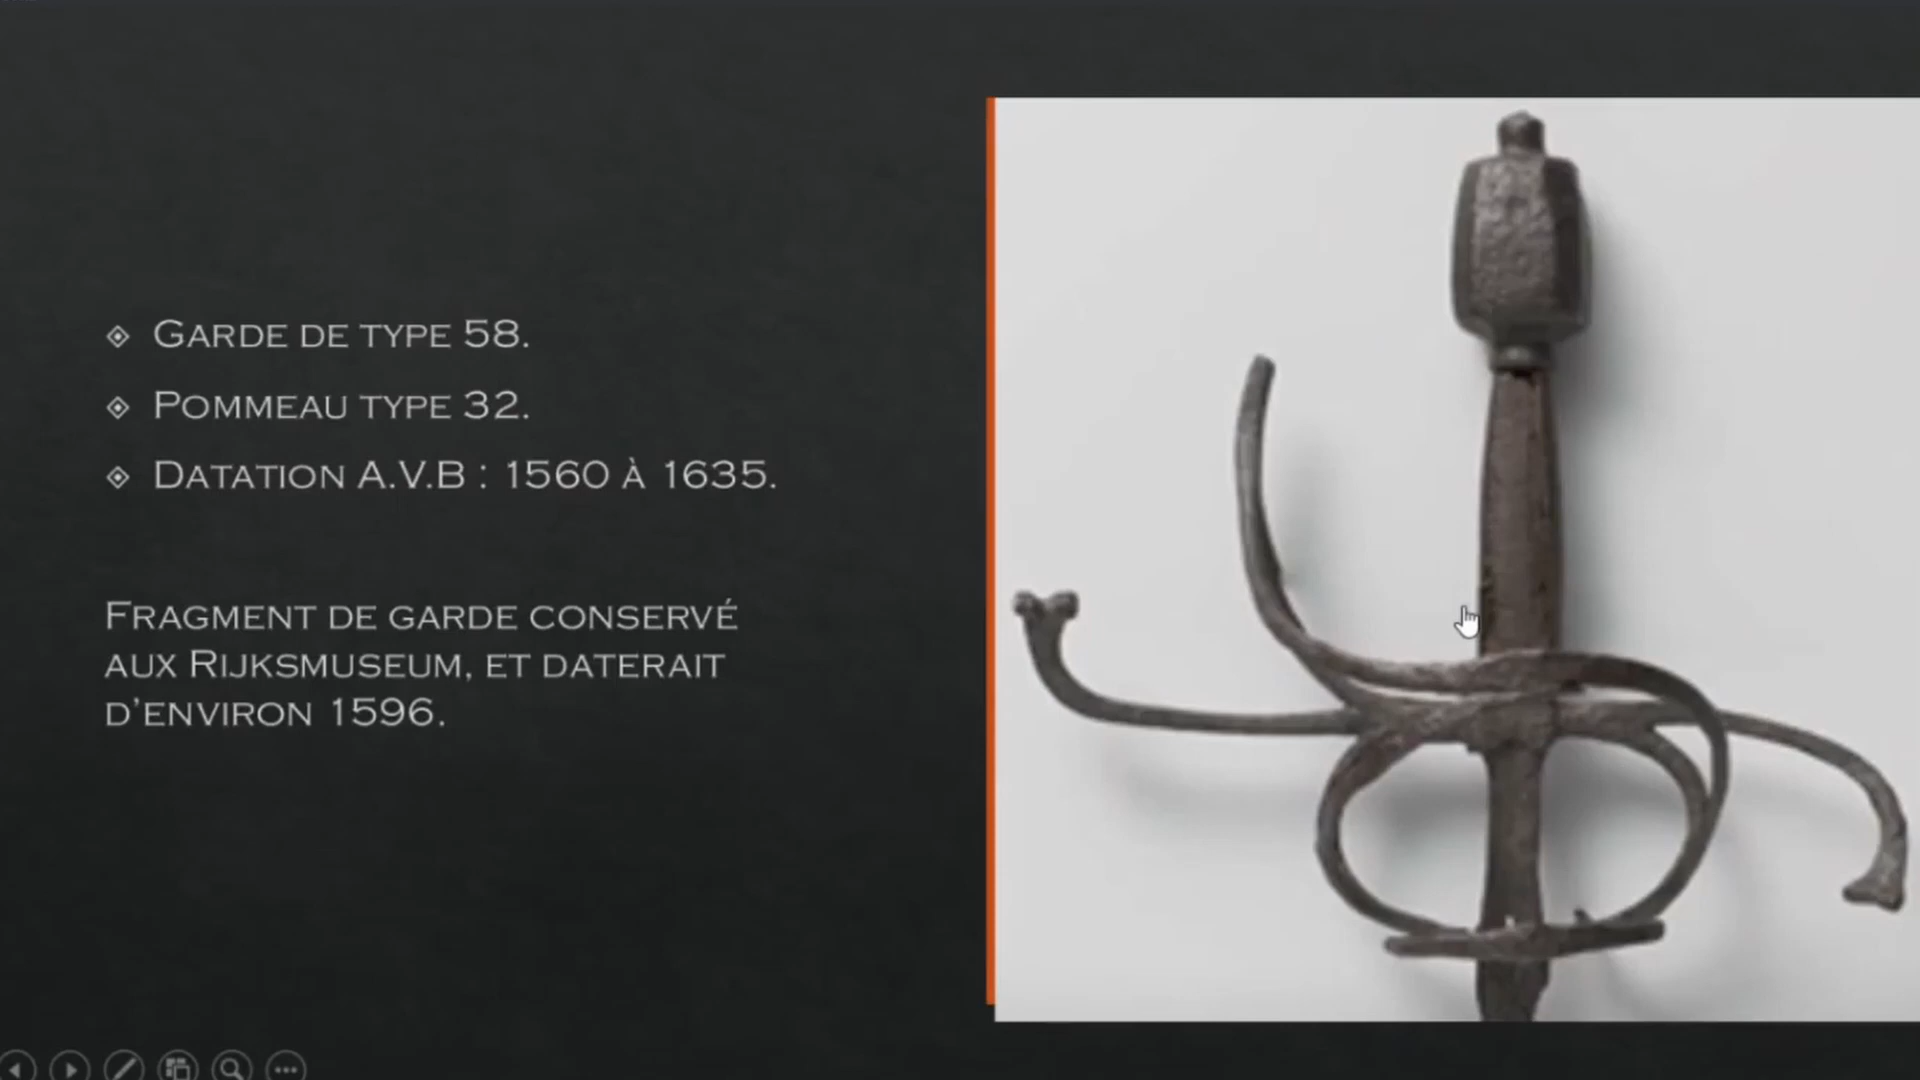 Garde de type 58.
Pommeau type 32.
Datation A.V.B : 1560 à 1635.
Fragment de garde conservé
aux Rijksmuseum, et daterait
d’environ 1596.